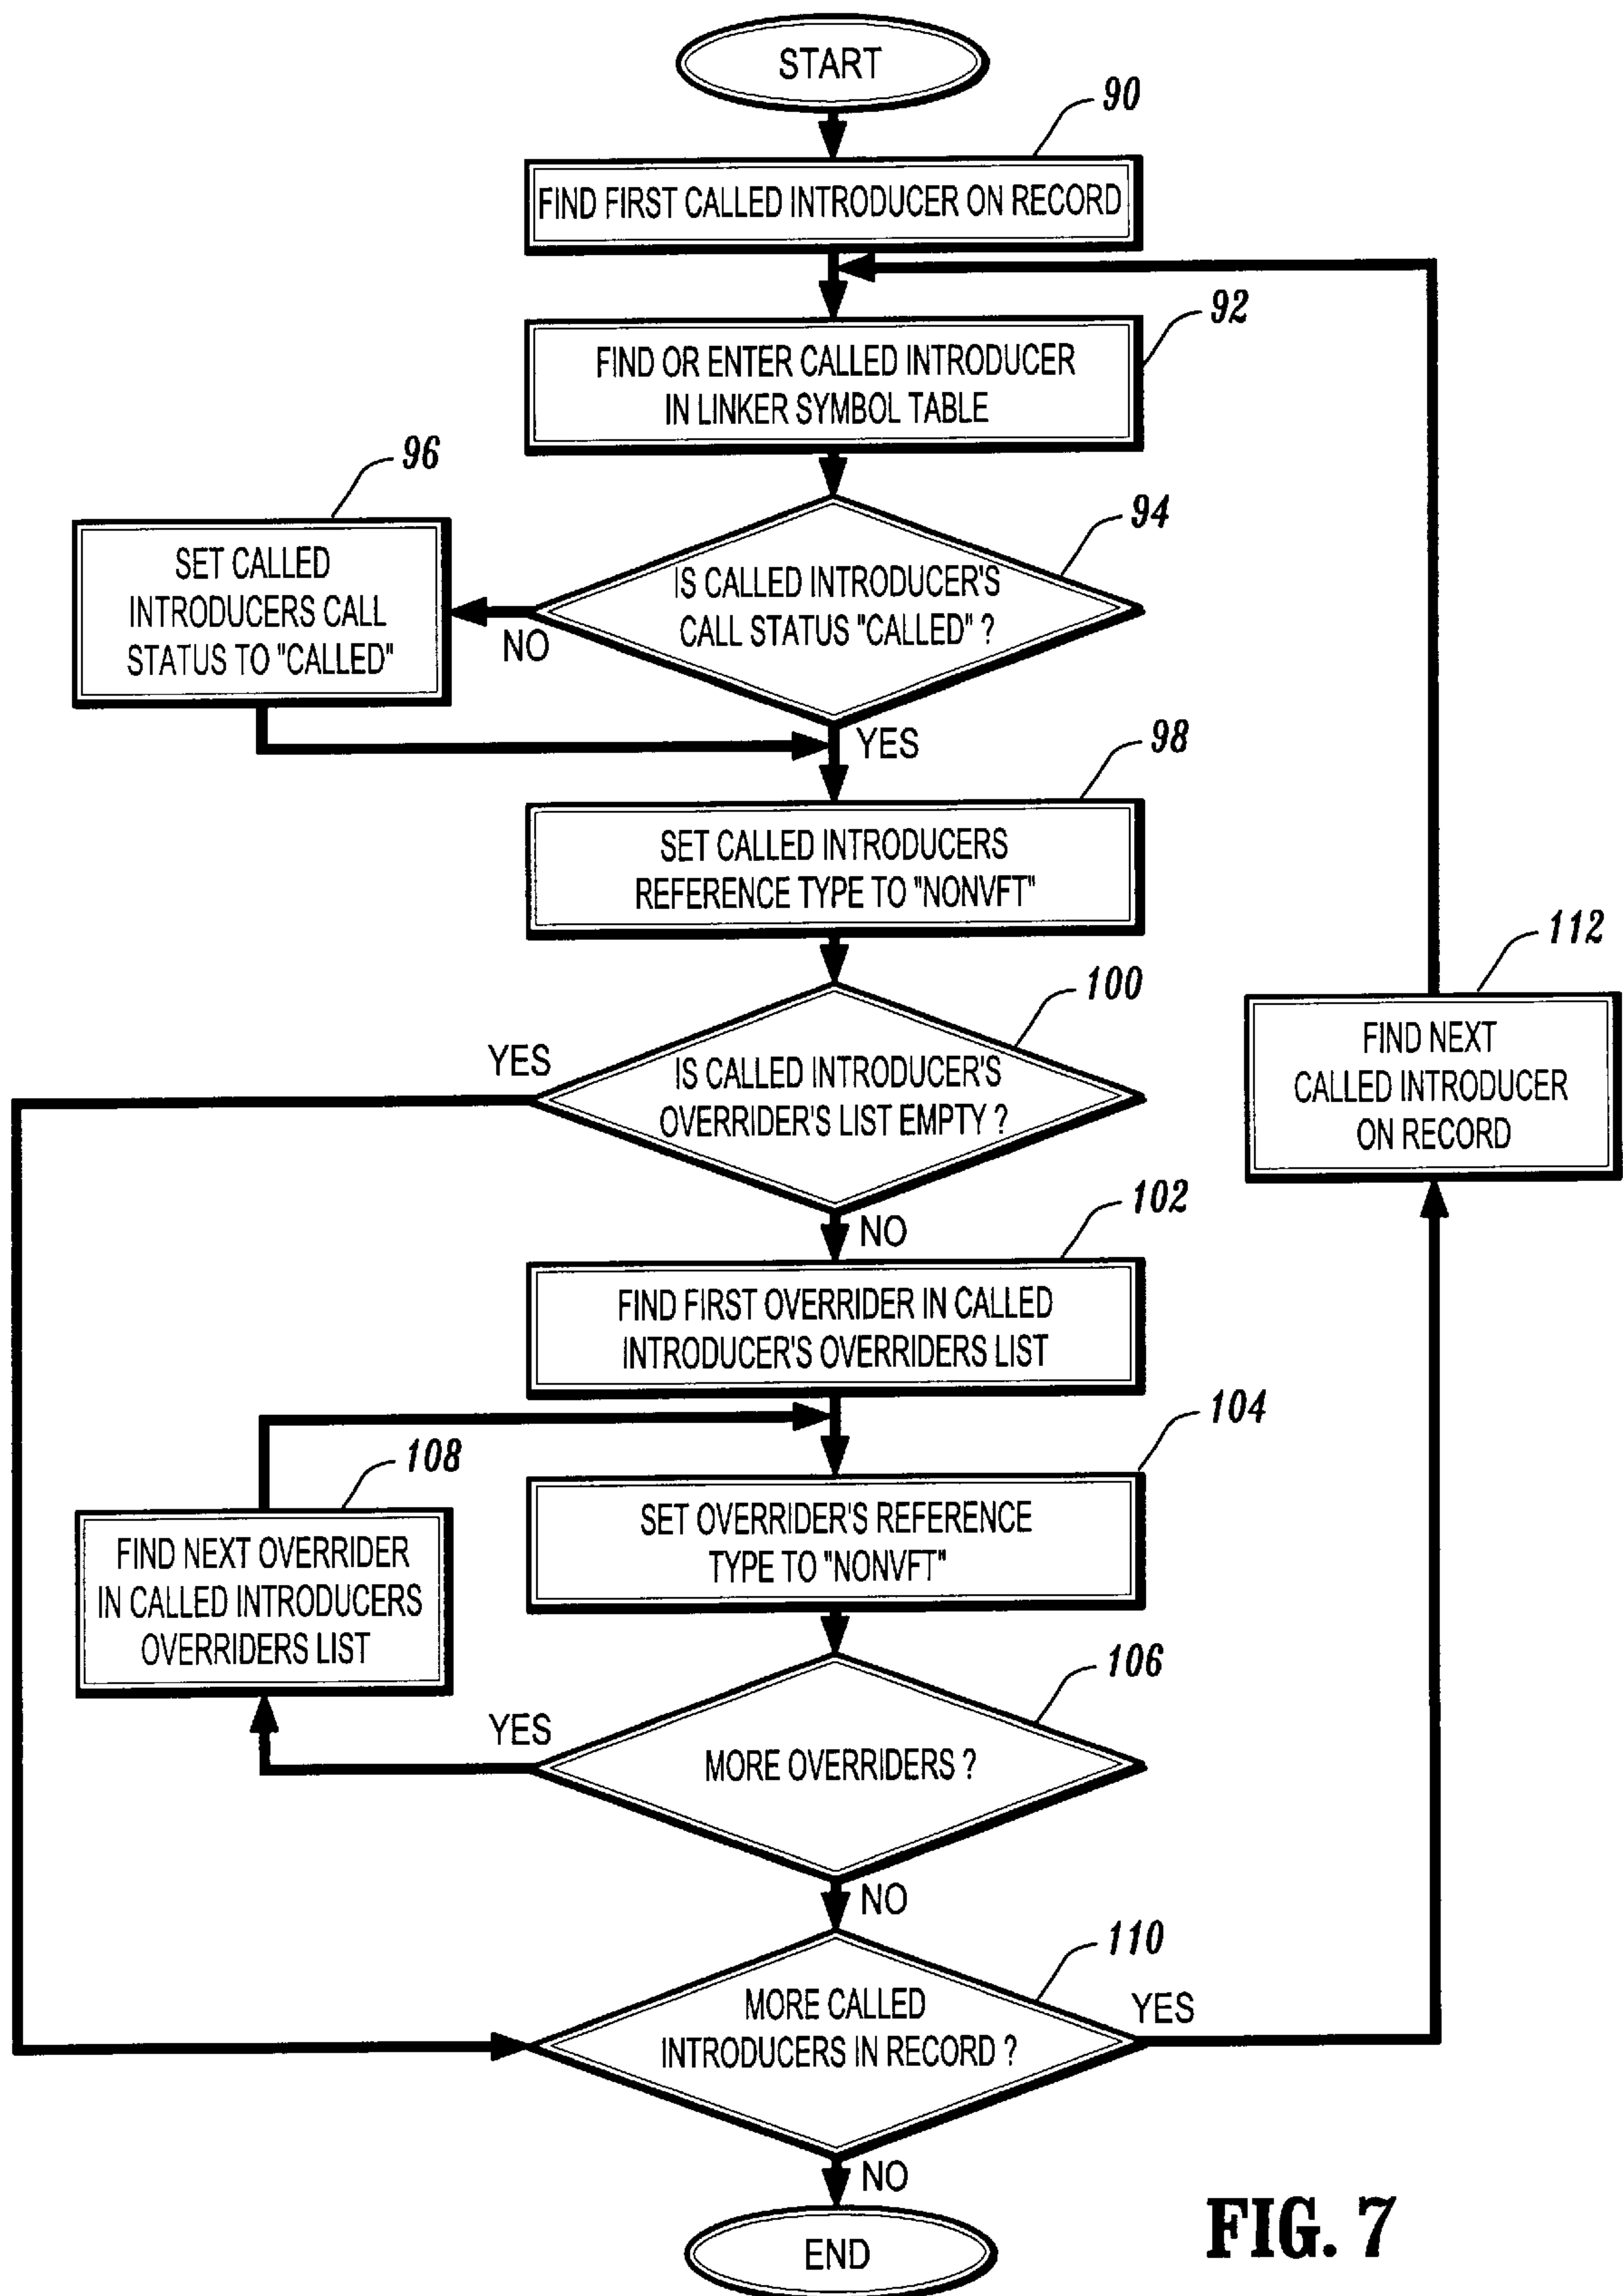 START
90
FIND FIRST CALLED INTRODUCER ON RECORD
92
FIND OR ENTER CALLED INTRODUCER
IN LINKER SYMBOL TABLE
96
SET CALLED
INTRODUCERS CALL
STATUS TO "CALLED"
94
IS CALLED INTRODUCER'S
CALL STATUS "CALLED" ?
NO
YES
98
SET CALLED INTRODUCERS
REFERENCE TYPE TO "NONVFT"
112
FIND NEXT
CALLED INTRODUCER
ON RECORD
100
YES
IS CALLED INTRODUCER'S
OVERRIDER'S LIST EMPTY ?
NO
102
FIND FIRST OVERRIDER IN CALLED
INTRODUCER'S OVERRIDERS LIST
104
SET OVERRIDER'S REFERENCE
TYPE TO "NONVFT"
108
FIND NEXT OVERRIDER
IN CALLED INTRODUCERS
OVERRIDERS LIST
106
YES
MORE OVERRIDERS ?
NO
110
MORE CALLED
INTRODUCERS IN RECORD ?
YES
NO
END
FIG. 7